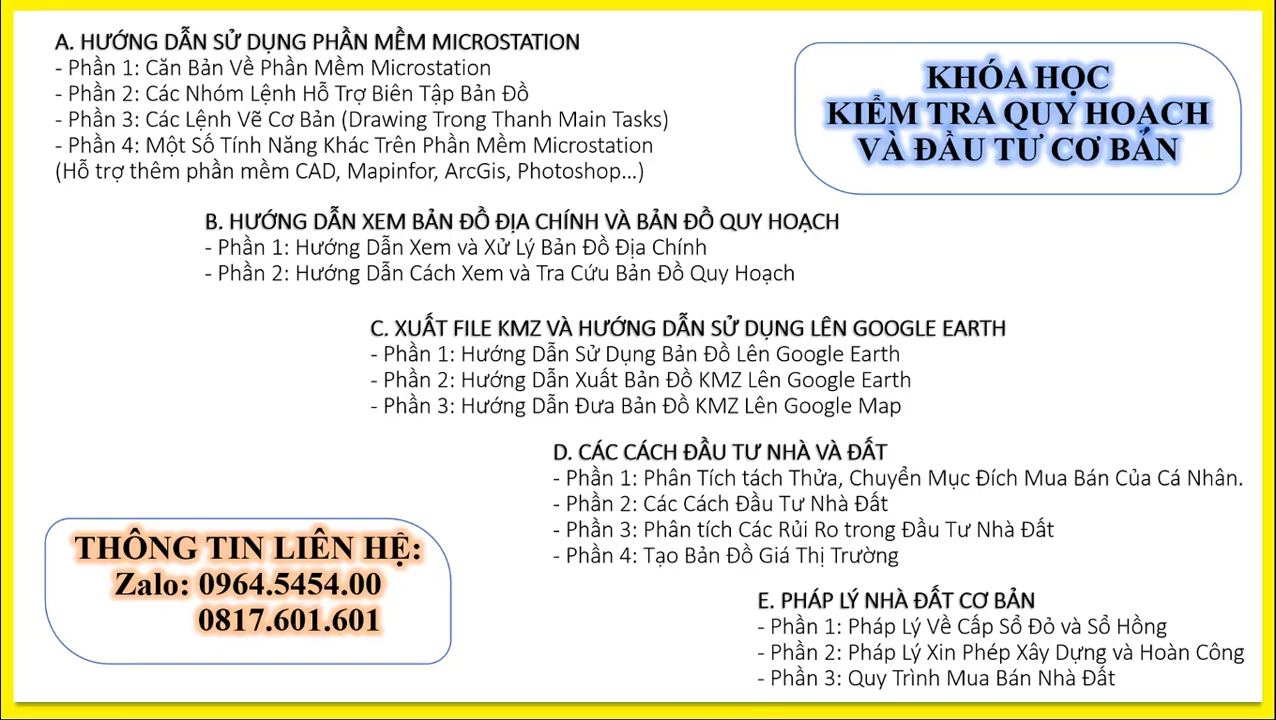 A. HƯỚNG DẪN SỬ DỤNG PHẦN MỀM MICROSTATION
- Phần 1: Căn Bản Về Phần Mềm Microstation
- Phần 2: Các Nhóm Lệnh Hỗ Trợ Biên Tập Bản Đồ
- Phần 3: Các Lệnh Vẽ Cơ Bản (Drawing Trong Thanh Main Tasks)
- Phần 4: Một Số Tính Năng Khác Trên Phần Mềm Microstation
(Hỗ trợ thêm phần mềm CAD, Mapinfor, ArcGis, Photoshop...)
KHÓA HỌC
KIỂM TRA QUY HOẠCH
VÀ ĐẦU TƯ CƠ BẢN
B. HƯỚNG DẪN XEM BẢN ĐỒ ĐỊA CHÍNH VÀ BẢN ĐỒ QUY HOẠCH
- Phần 1: Hướng Dẫn Xem và Xử Lý Bản Đồ Địa Chính
- Phần 2: Hướng Dẫn Cách Xem và Tra Cứu Bản Đồ Quy Hoạch
C. XUẤT FILE KMZ VÀ HƯỚNG DẪN SỬ DỤNG LÊN GOOGLE EARTH
- Phần 1: Hướng Dẫn Sử Dụng Bản Đồ Lên Google Earth
- Phần 2: Hướng Dẫn Xuất Bản Đồ KMZ Lên Google Earth
- Phần 3: Hướng Dẫn Đưa Bản Đồ KMZ Lên Google Map
D. CÁC CÁCH ĐẦU TƯ NHÀ VÀ ĐẤT
- Phần 1: Phân Tích tách Thửa, Chuyển Mục Đích Mua Bán Của Cá Nhân.
- Phần 2: Các Cách Đầu Tư Nhà Đất
- Phần 3: Phân tích Các Rủi Ro trong Đầu Tư Nhà Đất
- Phần 4: Tạo Bản Đồ Giá Thị Trường
THÔNG TIN LIÊN HỆ:
Zalo: 0964.5454.00
0817.601.601
E. PHÁP LÝ NHÀ ĐẤT CƠ BẢN
- Phần 1: Pháp Lý Về Cấp Sổ Đỏ và Sổ Hồng
- Phần 2: Pháp Lý Xin Phép Xây Dựng và Hoàn Công
- Phần 3: Quy Trình Mua Bán Nhà Đất